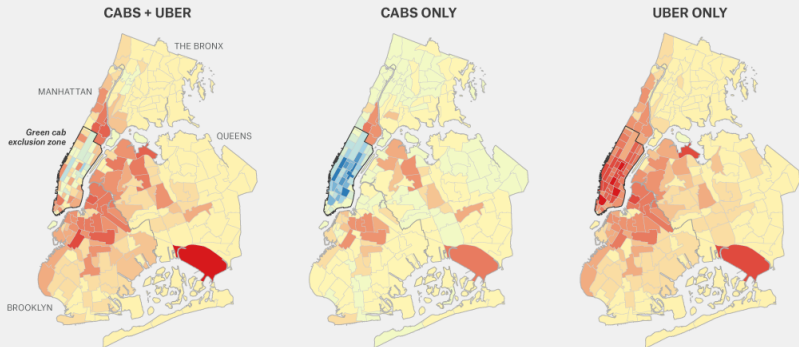 CABS + UBER
CABS ONLY
UBER ONLY
THE BRONX
MANHATTAN
Green cab
exclusion zone
QUEENS
BROOKLYN